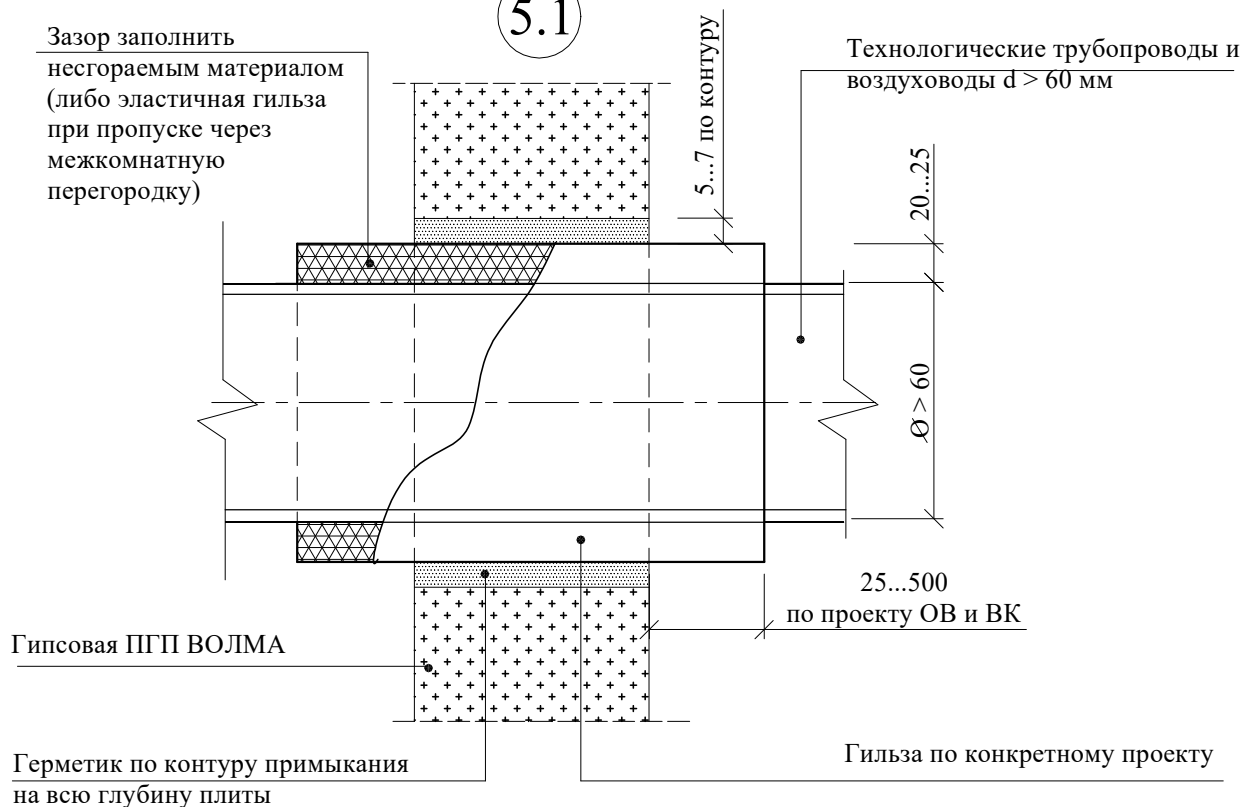 5.1
Зазор заполнить
несгораемым материалом
(либо эластичная гильза
при пропуске через
межкомнатную
перегородку)
5...7 по контуру
Технологические трубопроводы и
воздуховоды d > 60 мм
20...25
Ø > 60
25...500
по проекту ОВ и ВК
Гипсовая ПГП ВОЛМА
Герметик по контуру примыкания
на всю глубину плиты
Гильза по конкретному проекту